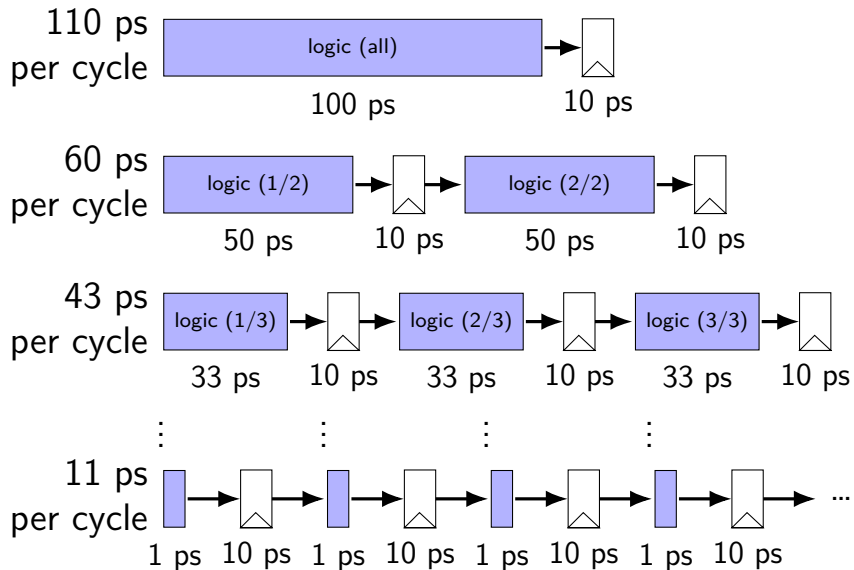 110 ps
per cycle
logic (all)
100 ps
10 ps
60 ps
per cycle
logic (1/2)
logic (2/2)
50 ps
10 ps
50 ps
10 ps
43 ps
per cycle
logic (1/3)
logic (2/3)
logic (3/3)
33 ps
10 ps
33 ps
10 ps
33 ps
10 ps
11 ps
per cycle
...
1 ps
10 ps
1 ps
10 ps
1 ps
10 ps
1 ps
10 ps